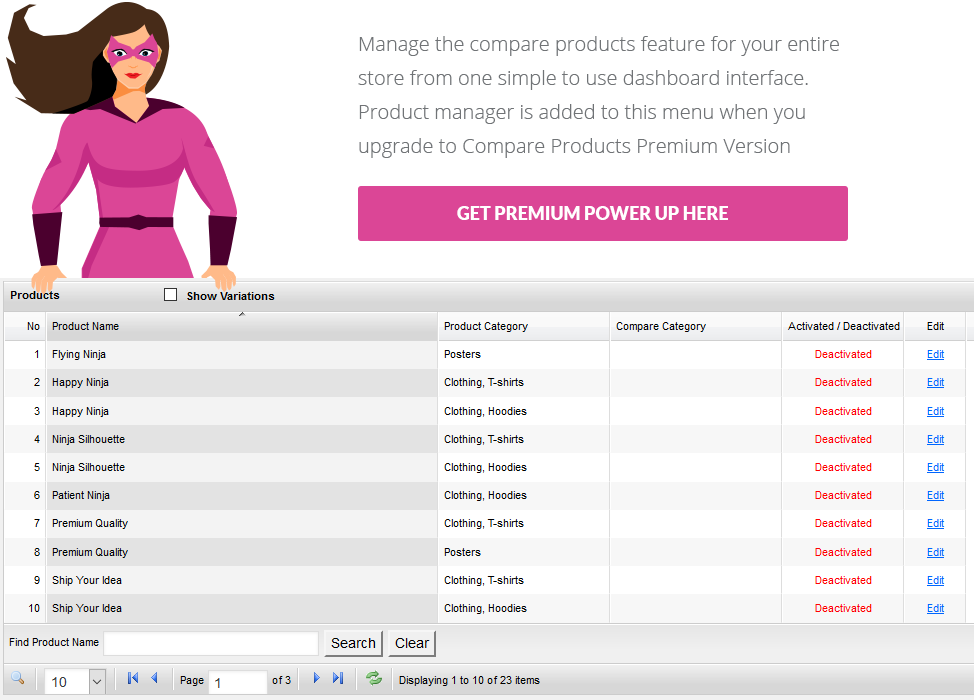 Manage the compare products feature for your entire
store from one simple to use dashboard interface.
Product manager is added to this menu when you
upgrade to Compare Products Premium Version
GET PREMIUM POWER UP HERE
Products Show Variations
No Product Name Product Category Compare Category Activated / Deactivated Edit
1 Flying Ninja Posters Deactivated Edit
2 Happy Ninja Clothing, T-shirts Deactivated Edit
3 Happy Ninja Clothing, Hoodies Deactivated Edit
4 Ninja Silhouette Clothing, T-shirts Deactivated Edit
5 Ninja Silhouette Clothing, Hoodies Deactivated Edit
6 Patient Ninja Clothing, Hoodies Deactivated Edit
7 Premium Quality Clothing, T-shirts Deactivated Edit
8 Premium Quality Posters Deactivated Edit
9 Ship Your Idea Clothing, T-shirts Deactivated Edit
10 Ship Your Idea Clothing, Hoodies Deactivated Edit
Find Product Name Search Clear
10 Page 1 of 3 Displaying 1 to 10 of 23 items